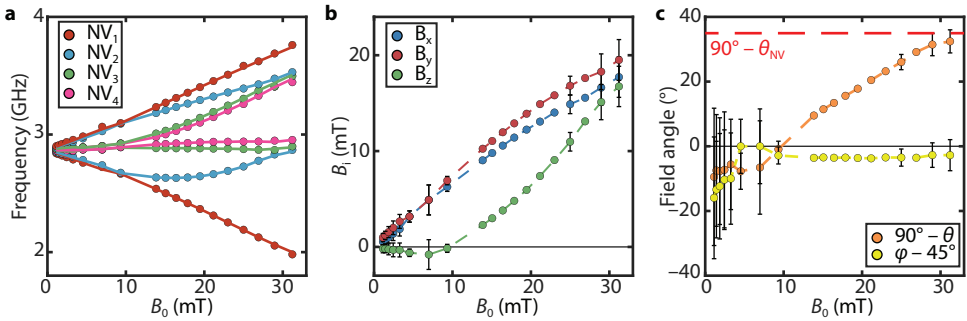 a
Frequency (GHz)
4
3
2
NV1
NV2
NV3
NV4
0
10
20
30
B0 (mT)
b
Bi (mT)
20
10
0
Bx
By
Bz
0
10
20
30
B0 (mT)
c
Field angle (°)
40
20
0
−20
−40
90° − θNV
90° − θ
φ − 45°
0
10
20
30
B0 (mT)